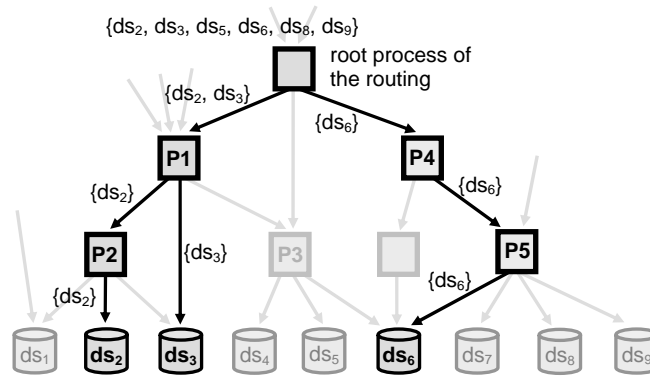 {ds2, ds3, ds5, ds6, ds8, ds9}
root process of
the routing
{ds2, ds3}
{ds6}
P1
P4
{ds2}
{ds6}
P2
{ds3}
P3
P5
{ds6}
{ds2}
ds1
ds2
ds3
ds4
ds5
ds6
ds7
ds8
ds9